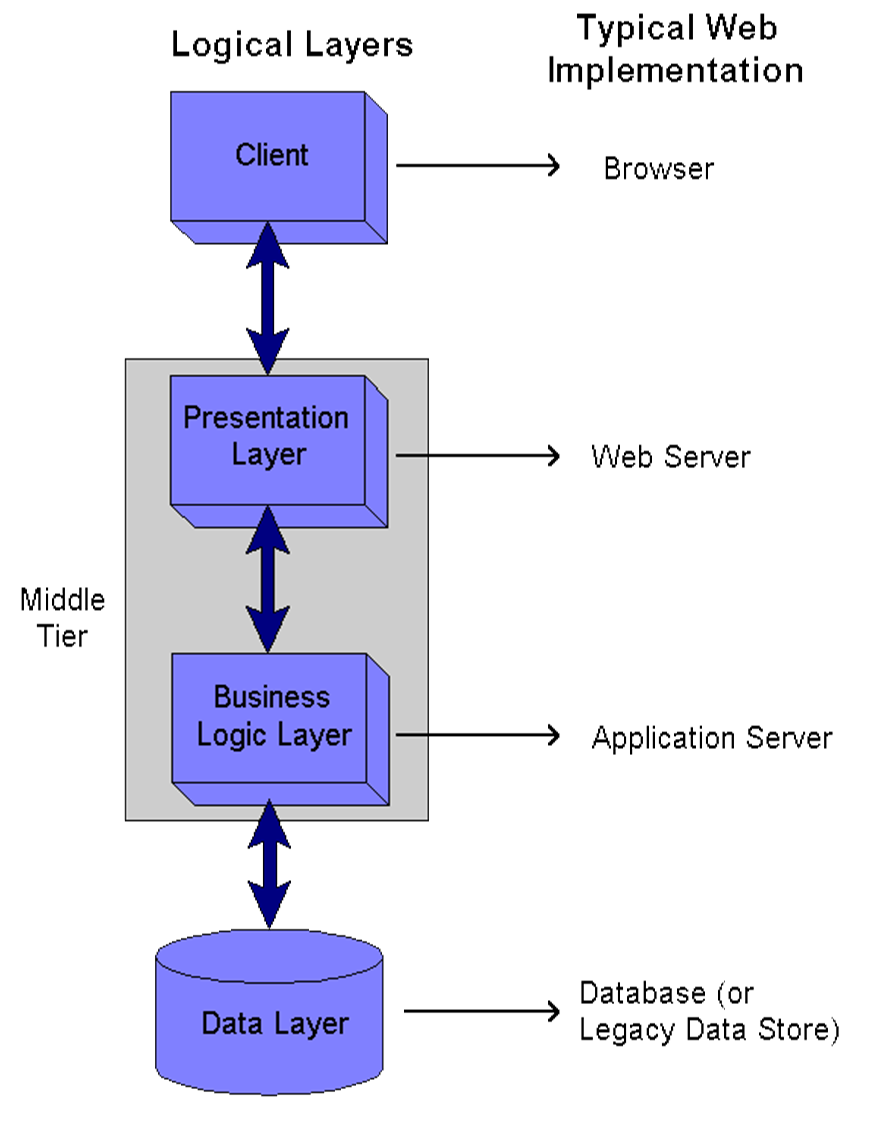 Logical Layers
Typical Web
Implementation
Client
Browser
Presentation
Layer
Web Server
Middle
Tier
Business
Logic Layer
Application Server
Data Layer
Database (or
Legacy Data Store)